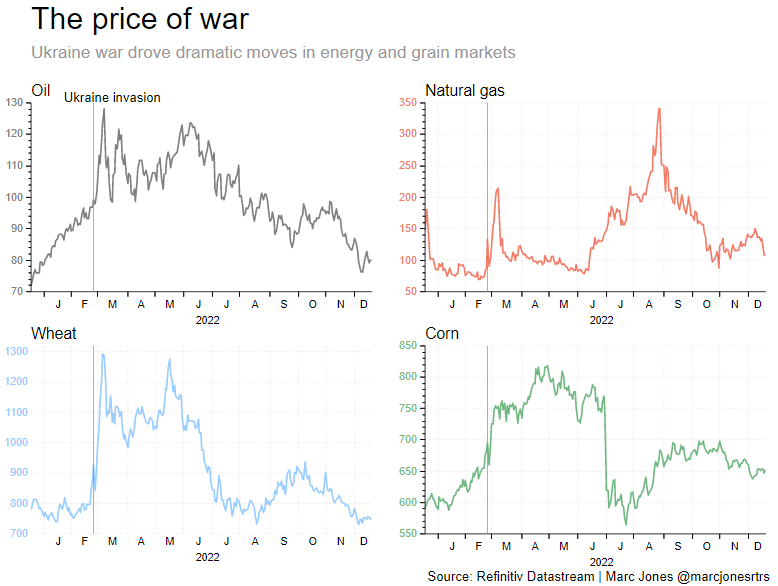 The price of war
Ukraine war drove dramatic moves in energy and grain markets
Oil
Ukraine invasion
130
120
110
100
90
80
70
J F M A M J J A S O N D
2022
Natural gas
350
300
250
200
150
100
50
J F M A M J J A S O N D
2022
Wheat
1300
1200
1100
1000
900
800
700
J F M A M J J A S O N D
2022
Corn
850
800
750
700
650
600
550
J F M A M J J A S O N D
2022
Source: Refinitiv Datastream | Marc Jones @marcjonesrtrs